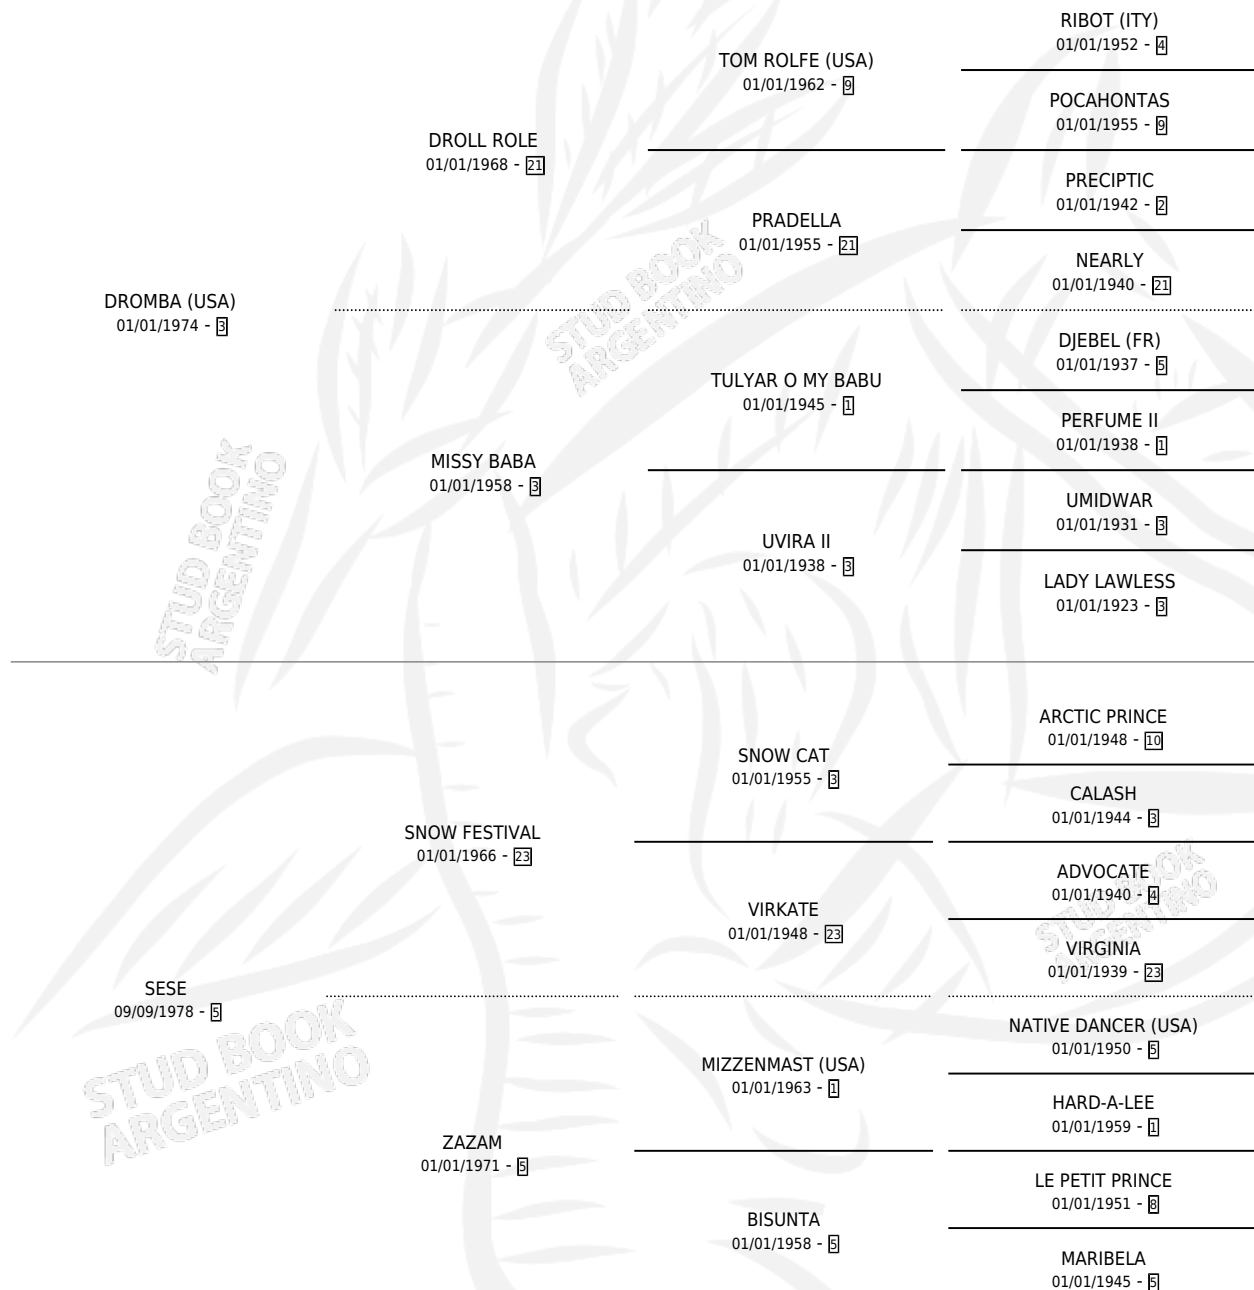 RIBOT (ITY)
01/01/1952 - 4
TOM ROLFE (USA)
01/01/1962 - 9
POCAHONTAS
01/01/1955 - 9
DROLL ROLE
01/01/1968 - 21
PRECIPTIC
01/01/1942 - 2
PRADELLA
01/01/1955 - 21
NEARLY
01/01/1940 - 21
DROMBA (USA)
01/01/1974 - 3
STUD BOOK
ARGENTINO
DJEBEL (FR)
01/01/1937 - 5
TULYAR O MY BABU
01/01/1945 - 1
PERFUME II
01/01/1938 - 1
MISSY BABA
01/01/1958 - 3
UMIDWAR
01/01/1931 - 3
UVIRA II
01/01/1938 - 3
LADY LAWLESS
01/01/1923 - 3
STUD BOOK
ARGENTINO
ARCTIC PRINCE
01/01/1948 - 10
SNOW CAT
01/01/1955 - 3
CALASH
01/01/1944 - 3
SNOW FESTIVAL
01/01/1966 - 23
ADVOCATE
01/01/1940 - 4
VIRKATE
01/01/1948 - 23
STUD BOOK
ARGENTINO
VIRGINIA
01/01/1939 - 23
SESE
09/09/1978 - 5
STUD BOOK
ARGENTINO
NATIVE DANCER (USA)
01/01/1950 - 5
MIZZENMAST (USA)
01/01/1963 - 1
HARD-A-LEE
01/01/1959 - 1
ZAZAM
01/01/1971 - 5
LE PETIT PRINCE
01/01/1951 - 8
BISUNTA
01/01/1958 - 5
MARIBELA
01/01/1945 - 5